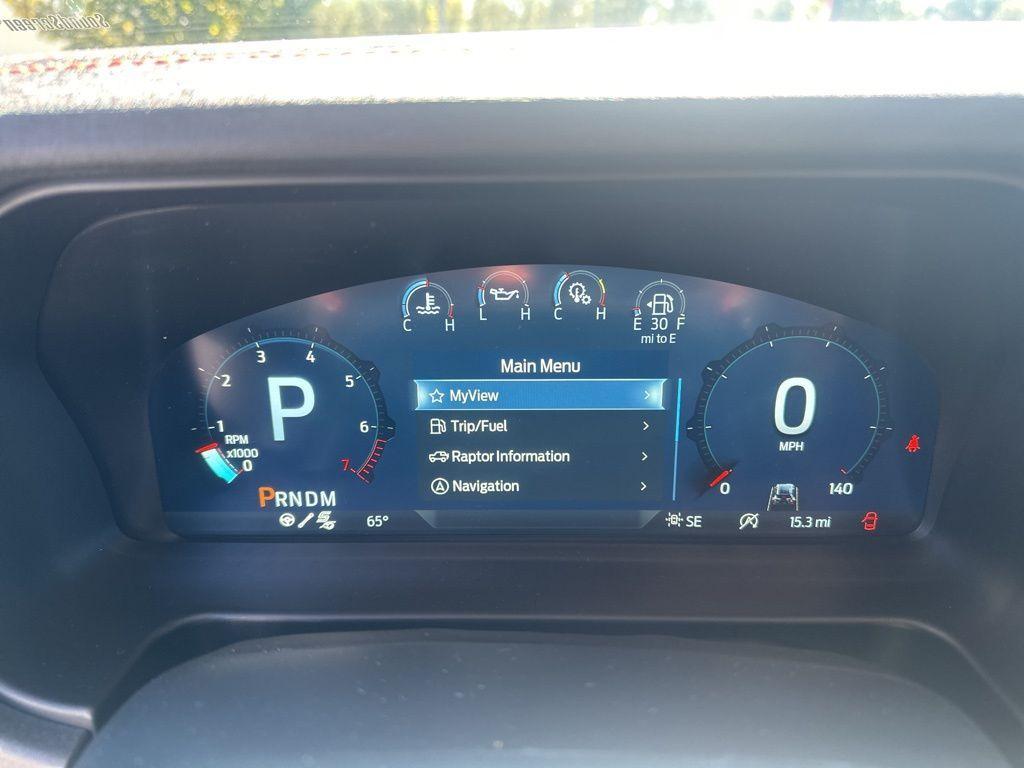 SoundScreen
C H
L H
C H
E 30 F
mi to E
Main Menu
MyView
Trip/Fuel
Raptor Information
Navigation
0 1 2 3 4 5 6 7
RPM
x1000
P
PRNDM
65°
0
MPH
0 140
SE
A
15.3 mi